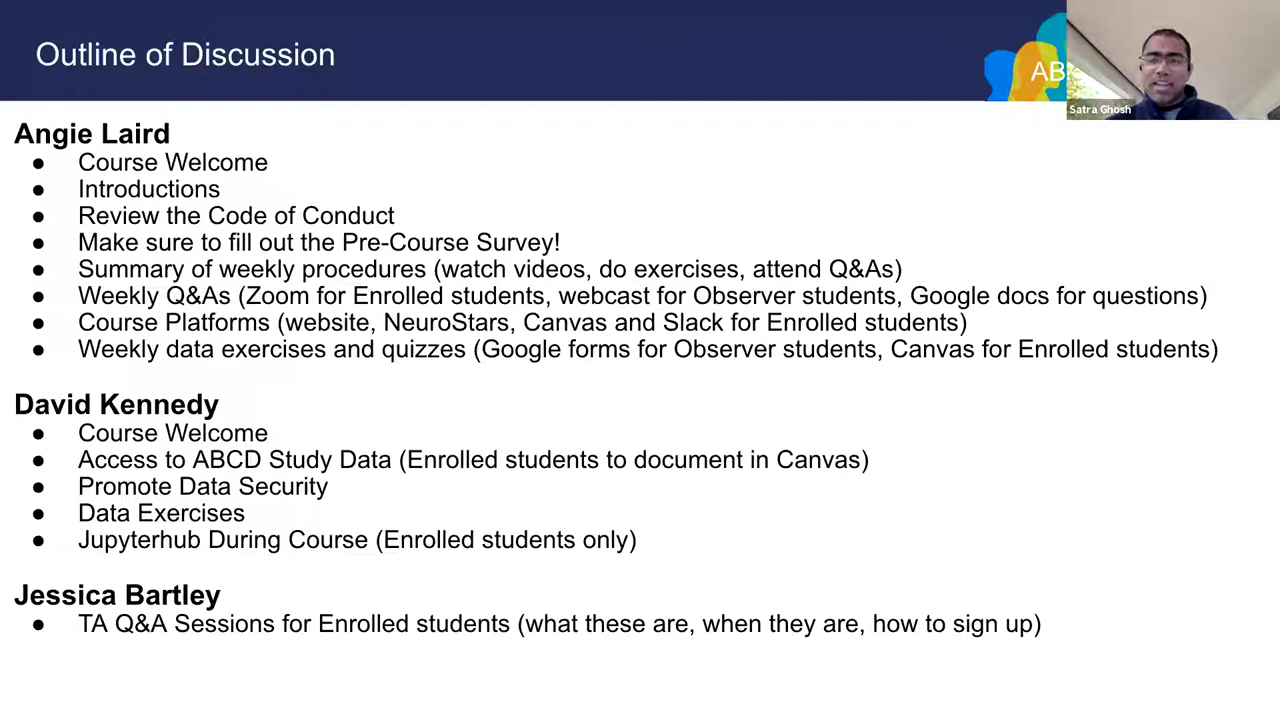 Outline of Discussion
AB
Satra Ghosh
Angie Laird
● Course Welcome
● Introductions
● Review the Code of Conduct
● Make sure to fill out the Pre-Course Survey!
● Summary of weekly procedures (watch videos, do exercises, attend Q&As)
● Weekly Q&As (Zoom for Enrolled students, webcast for Observer students, Google docs for questions)
● Course Platforms (website, NeuroStars, Canvas and Slack for Enrolled students)
● Weekly data exercises and quizzes (Google forms for Observer students, Canvas for Enrolled students)
David Kennedy
● Course Welcome
● Access to ABCD Study Data (Enrolled students to document in Canvas)
● Promote Data Security
● Data Exercises
● Jupyterhub During Course (Enrolled students only)
Jessica Bartley
● TA Q&A Sessions for Enrolled students (what these are, when they are, how to sign up)